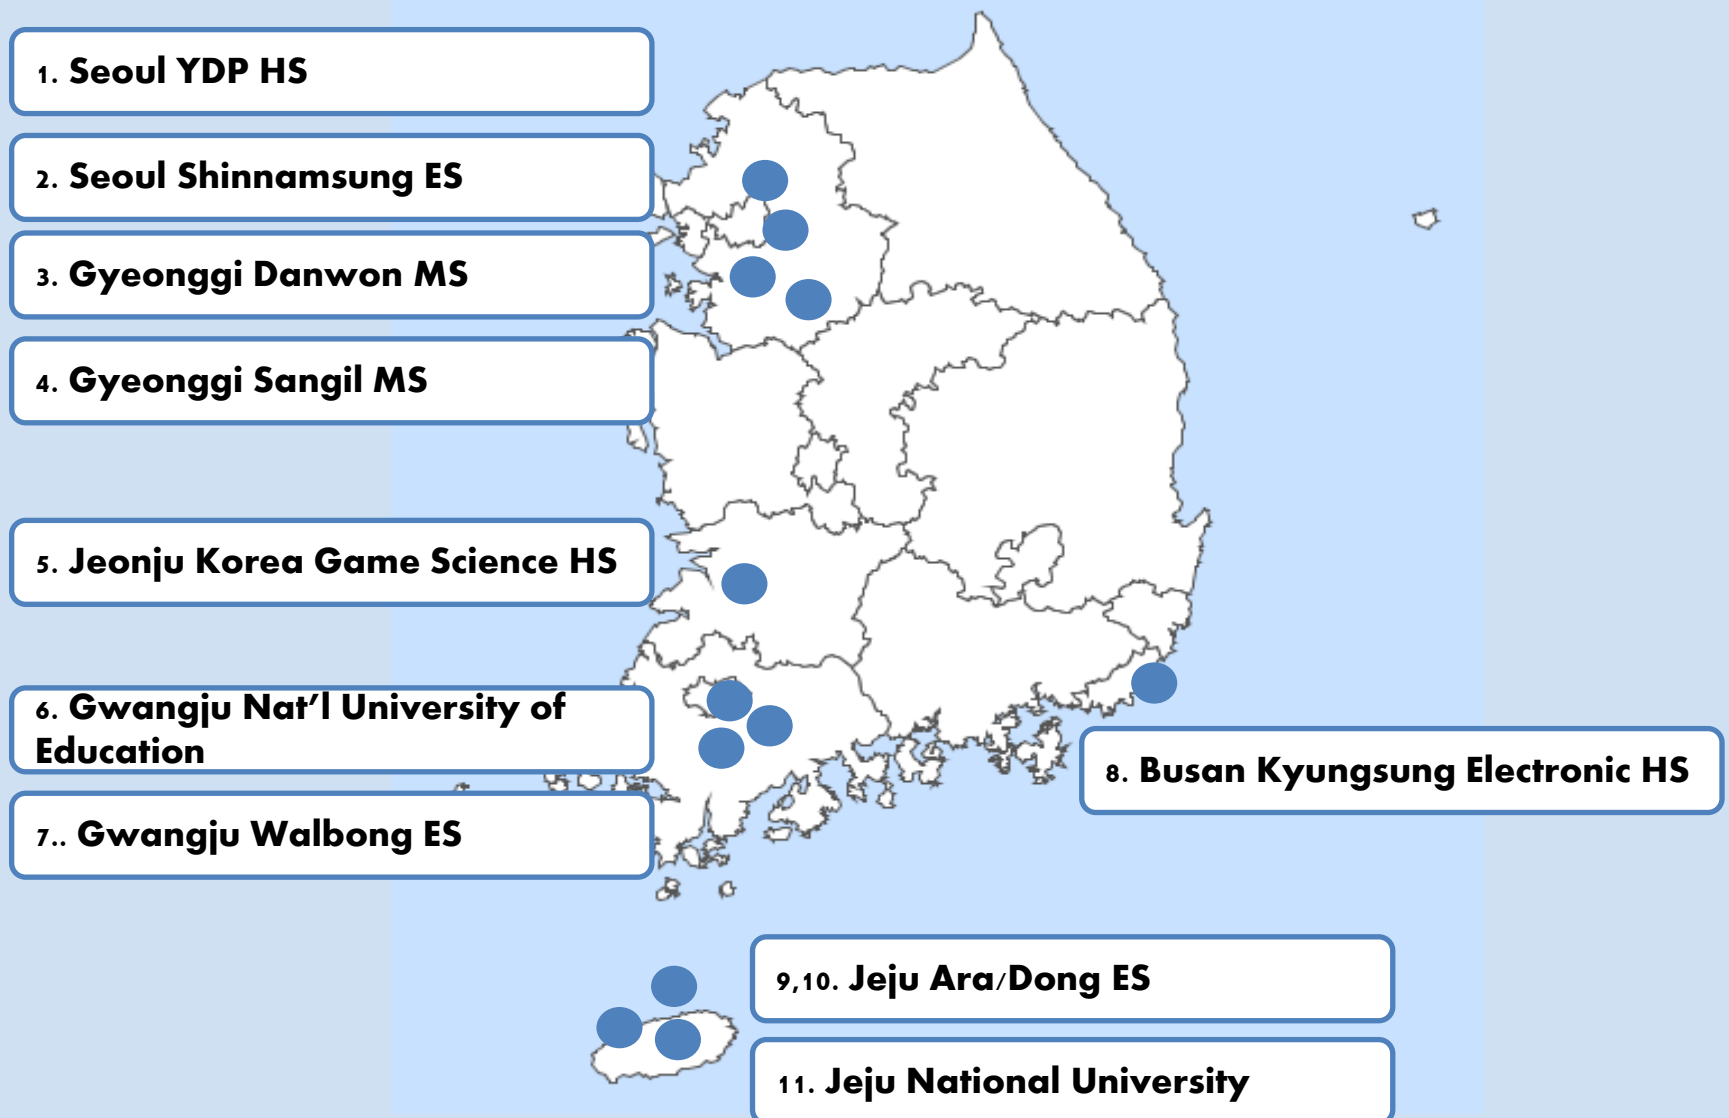 1. Seoul YDP HS
2. Seoul Shinnamsung ES
3. Gyeonggi Danwon MS
4. Gyeonggi Sangil MS
5. Jeonju Korea Game Science HS
6. Gwangju Nat’l University of
Education
7.. Gwangju Walbong ES
8. Busan Kyungsung Electronic HS
9,10. Jeju Ara/Dong ES
11. Jeju National University